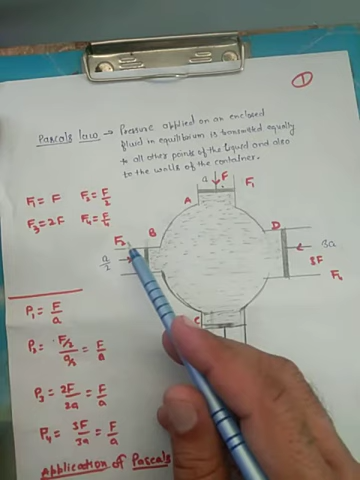 1
Pascals law → Pressure applied on an enclosed
fluid in equilibrium is transmitted equally
to all other points of the liquid and also
to the walls of the container.
F₁ = F F₂ = F/2
F₃ = 2F F₄ = F/4
a F F₁
A
F₂ B D
a/2 3a
3F
F₄
C
P₁ = F/a
P₂ = F/2 / a/2 = F/a
P₃ = 2F/2a = F/a
P₄ = 3F/3a = F/a
Application of Pascals